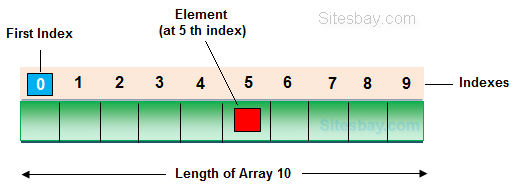 Sitesbay.com
Element
(at 5 th index)
First Index
0 1 2 3 4 5 6 7 8 9
Indexes
Sitesbay.com
Length of Array 10